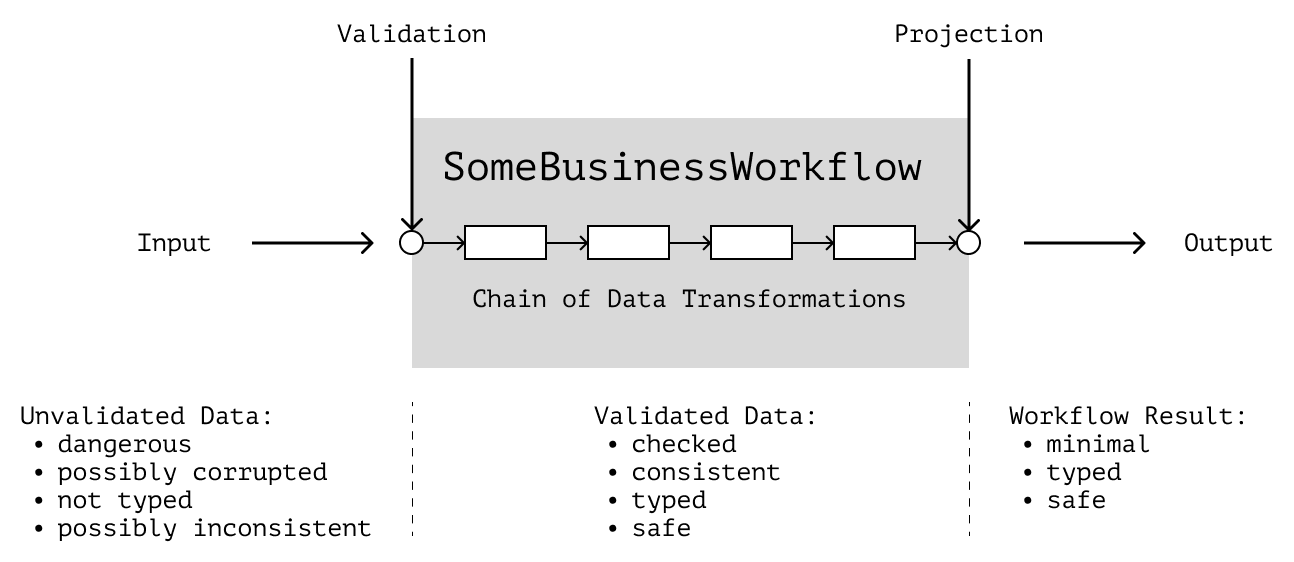 Validation
Projection
SomeBusinessWorkflow
Input
Output
Chain of Data Transformations
Unvalidated Data:
• dangerous
• possibly corrupted
• not typed
• possibly inconsistent
Validated Data:
• checked
• consistent
• typed
• safe
Workflow Result:
• minimal
• typed
• safe